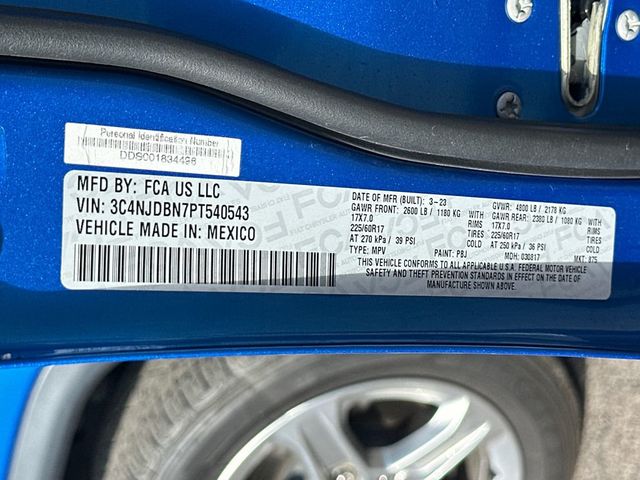 Personal Identification Number
DDS001834496
MFD BY: FCA US LLC
VIN: 3C4NJDBN7PT540543
VEHICLE MADE IN: MEXICO
DATE OF MFR (BUILT): 3-23 GVWR: 4800 LB / 2178 KG
GAWR FRONT: 2600 LB / 1180 KG GAWR REAR: 2380 LB / 1080 KG
17X7.0 RIMS 17X7.0 RIMS
225/60R17 TIRES 225/60R17 TIRES
AT 270 kPa / 39 PSI COLD AT 250 kPa / 36 PSI COLD
TYPE: MPV PAINT: PBJ MDH: 030817 MKT: 875
THIS VEHICLE CONFORMS TO ALL APPLICABLE U.S.A. FEDERAL MOTOR VEHICLE
SAFETY AND THEFT PREVENTION STANDARDS IN EFFECT ON THE DATE OF
MANUFACTURE SHOWN ABOVE.